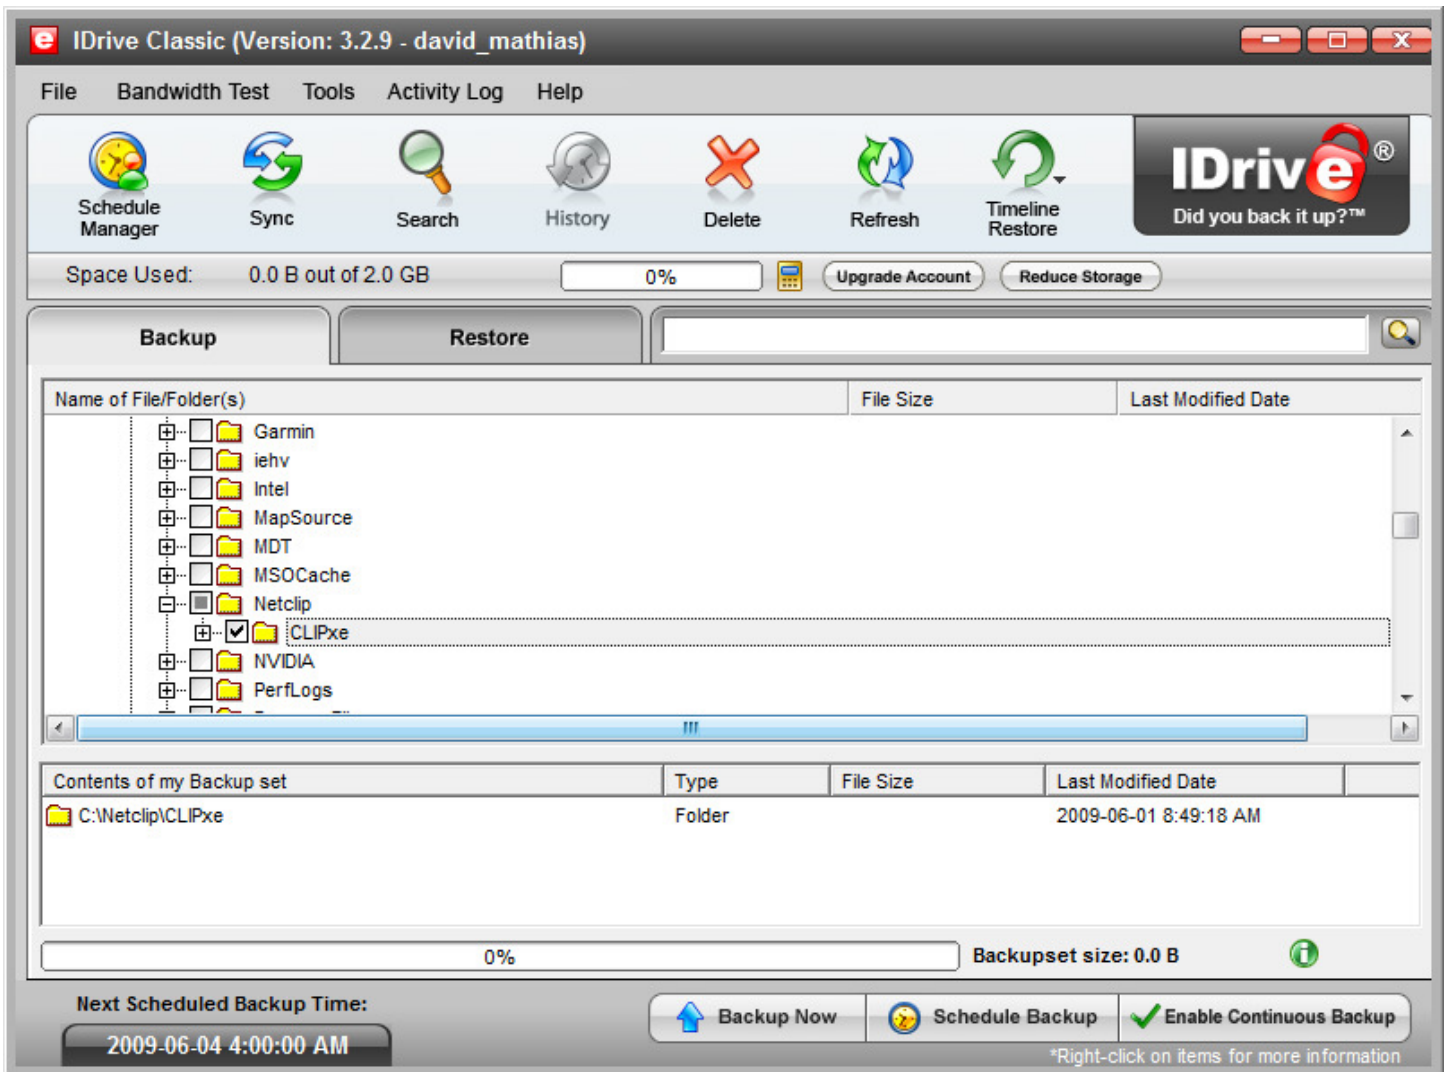 e IDrive Classic (Version: 3.2.9 - david_mathias)
File Bandwidth Test Tools Activity Log Help
Schedule Manager
Sync
Search
History
Delete
Refresh
Timeline Restore
IDrive®
Did you back it up?™
Space Used: 0.0 B out of 2.0 GB 0% Upgrade Account Reduce Storage
Backup Restore
Name of File/Folder(s) File Size Last Modified Date
Garmin
iehv
Intel
MapSource
MDT
MSOCache
Netclip
CLIPxe
NVIDIA
PerfLogs
Contents of my Backup set Type File Size Last Modified Date
C:\Netclip\CLIPxe Folder 2009-06-01 8:49:18 AM
0% Backupset size: 0.0 B
Next Scheduled Backup Time:
2009-06-04 4:00:00 AM
Backup Now Schedule Backup Enable Continuous Backup
*Right-click on items for more information